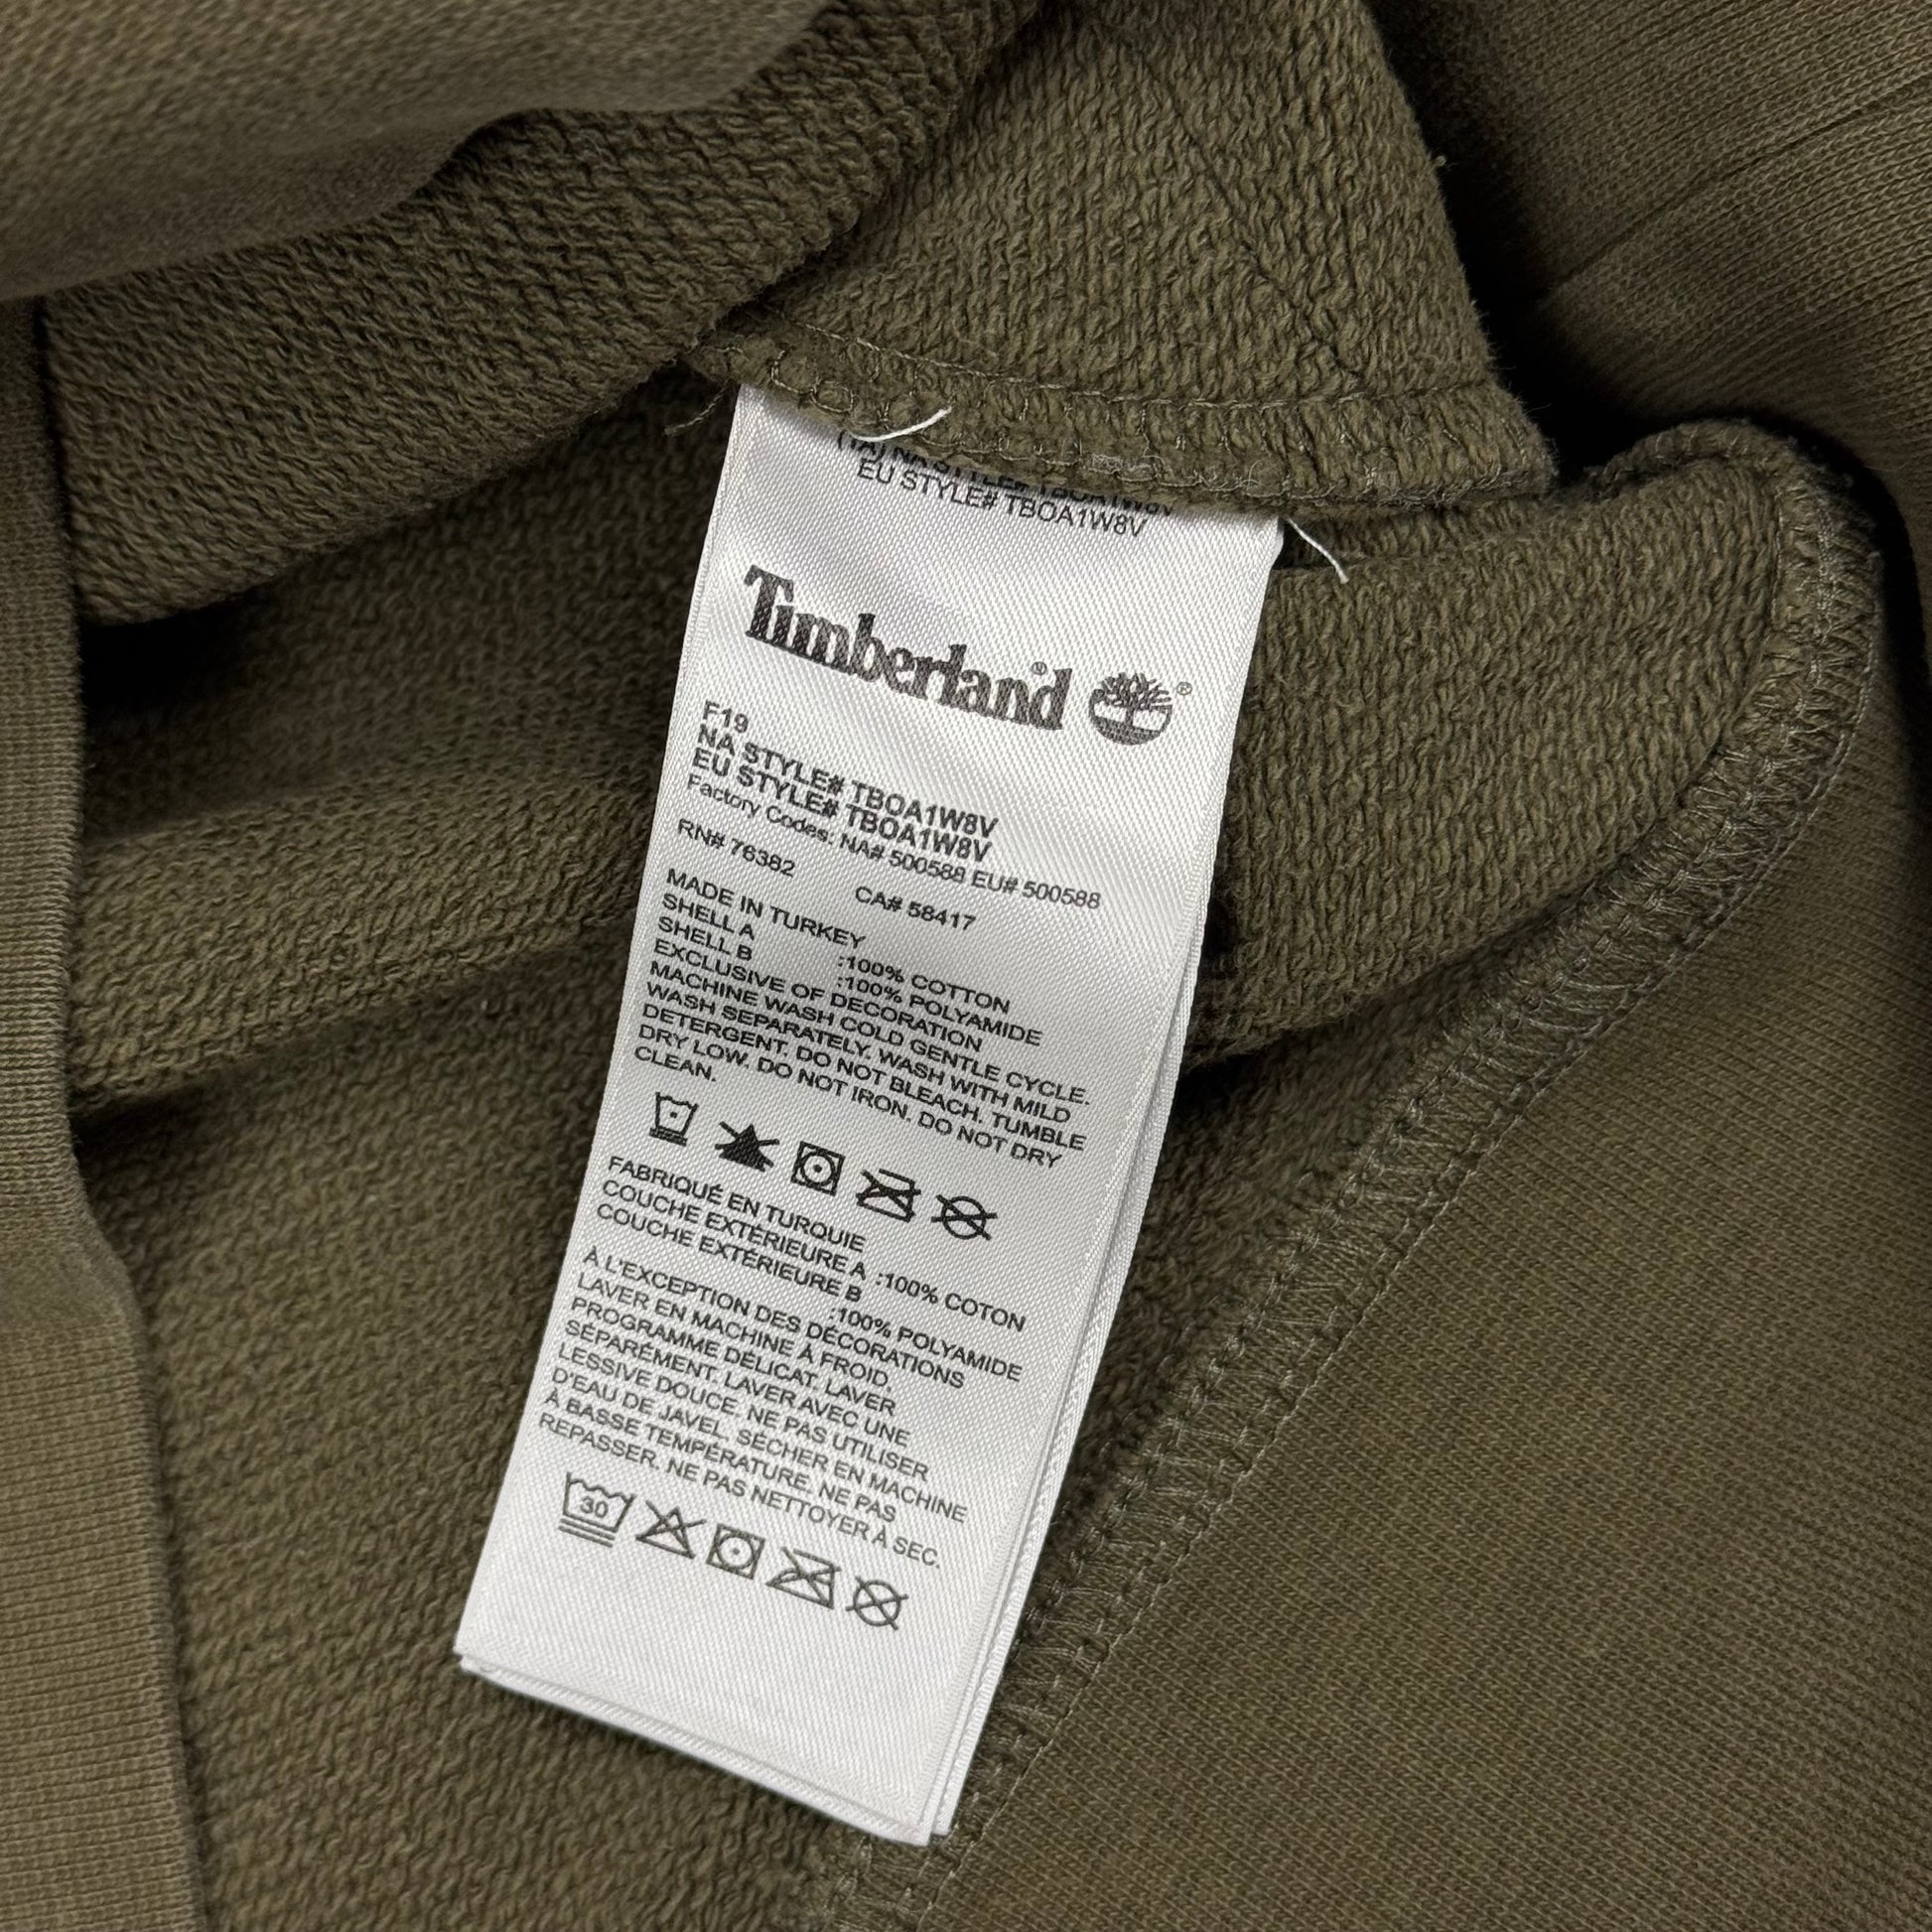 EU STYLE# TBOA1W8V
Timberland®
F19
NA STYLE# TBOA1W8V
EU STYLE# TBOA1W8V
Factory Codes. NA# 500588 EU# 500588
RN# 76382 CA# 58417
MADE IN TURKEY
SHELL A :100% COTTON
SHELL B :100% POLYAMIDE
EXCLUSIVE OF DECORATION
MACHINE WASH COLD GENTLE CYCLE.
WASH SEPARATELY. WASH WITH MILD
DETERGENT. DO NOT BLEACH. TUMBLE
DRY LOW. DO NOT IRON. DO NOT DRY
CLEAN.
FABRIQUÉ EN TURQUIE
COUCHE EXTÉRIEURE A :100% COTON
COUCHE EXTÉRIEURE B
:100% POLYAMIDE
À L'EXCEPTION DES DÉCORATIONS
LAVER EN MACHINE À FROID,
PROGRAMME DÉLICAT. LAVER
SÉPARÉMENT. LAVER AVEC UNE
LESSIVE DOUCE. NE PAS UTILISER
D'EAU DE JAVEL. SÉCHER EN MACHINE
À BASSE TEMPÉRATURE. NE PAS
REPASSER. NE PAS NETTOYER À SEC.
30